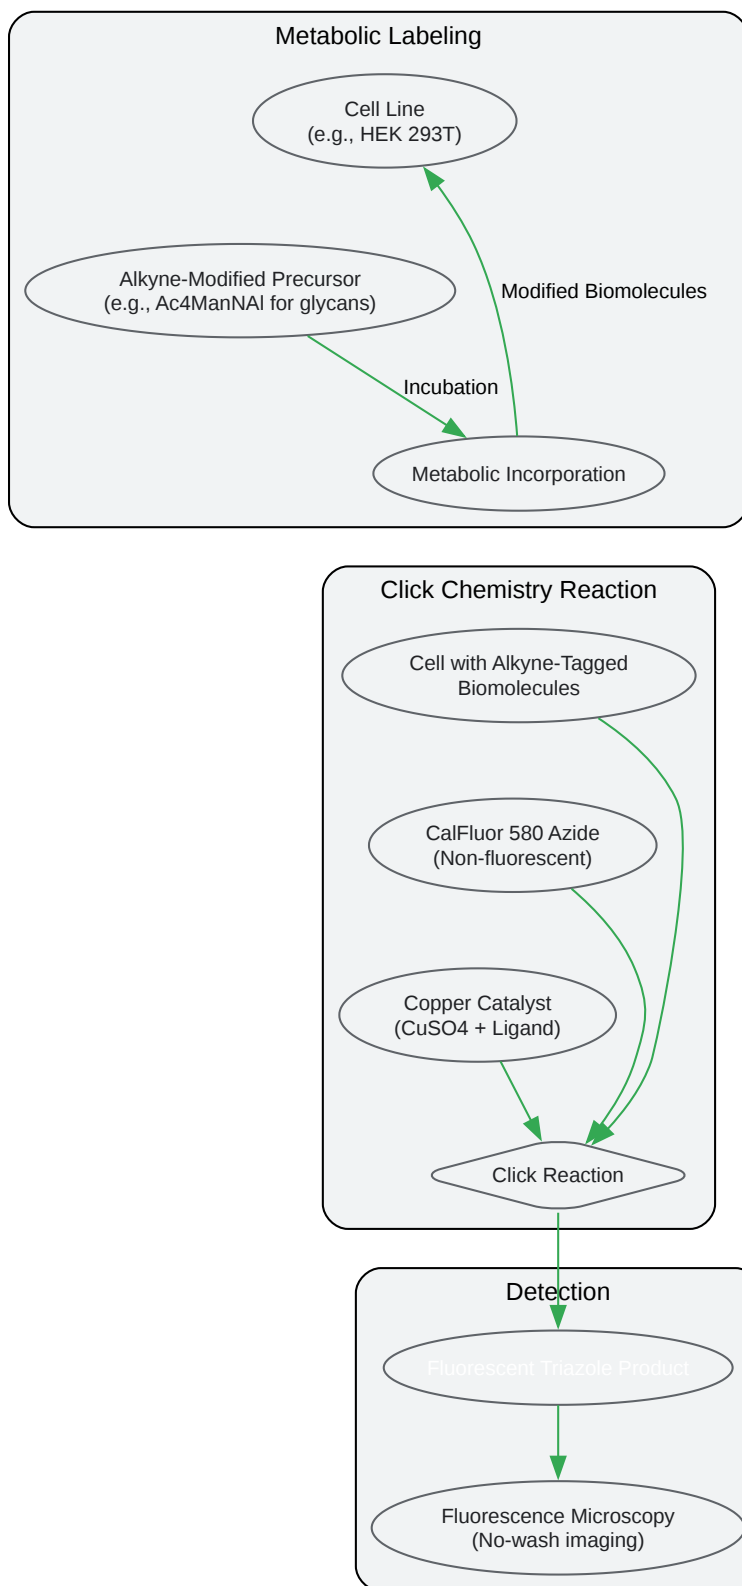 Metabolic Labeling
Cell Line
(e.g., HEK 293T)
Alkyne-Modified Precursor
(e.g., Ac4ManNAl for glycans)
Modified Biomolecules
Incubation
Metabolic Incorporation
Click Chemistry Reaction
Cell with Alkyne-Tagged
Biomolecules
CalFluor 580 Azide
(Non-fluorescent)
Copper Catalyst
(CuSO4 + Ligand)
Click Reaction
Detection
Fluorescent Triazole Product
Fluorescence Microscopy
(No-wash imaging)